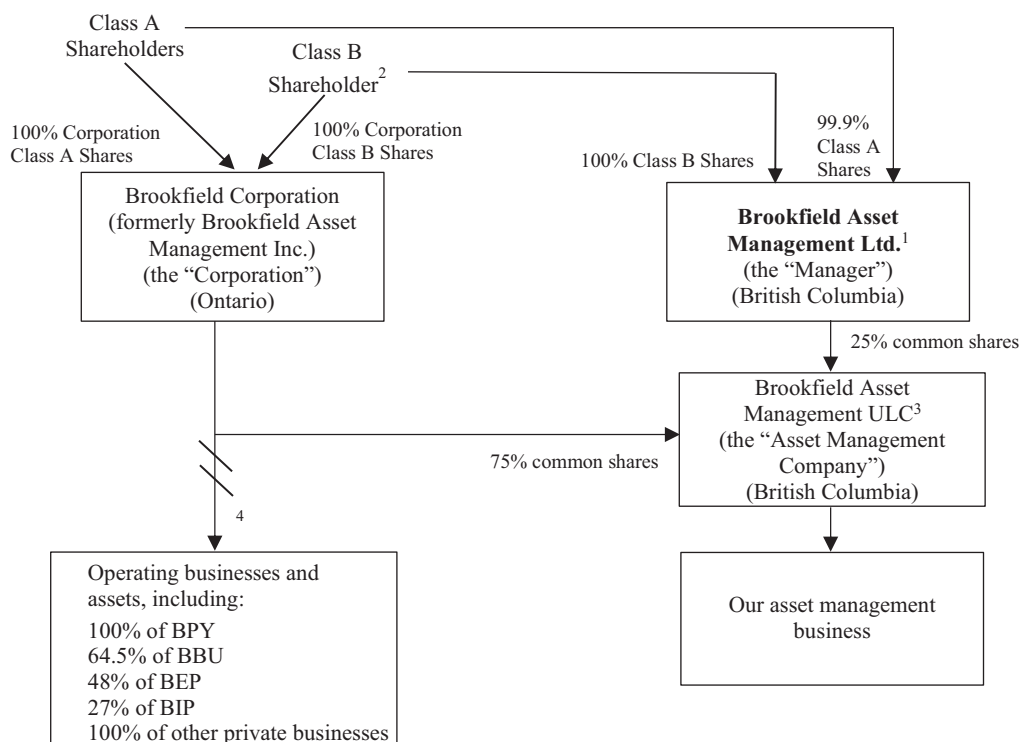 Class A
Shareholders
Class B
Shareholder2
100% Corporation
Class A Shares
100% Corporation
Class B Shares
100% Class B Shares
99.9%
Class A
Shares
Brookfield Corporation
(formerly Brookfield Asset
Management Inc.)
(the “Corporation”)
(Ontario)
Brookfield Asset
Management Ltd.1
(the “Manager”)
(British Columbia)
25% common shares
Brookfield Asset
Management ULC3
(the “Asset Management
Company”)
(British Columbia)
75% common shares
4
Operating businesses and
assets, including:
100% of BPY
64.5% of BBU
48% of BEP
27% of BIP
100% of other private businesses
Our asset management
business